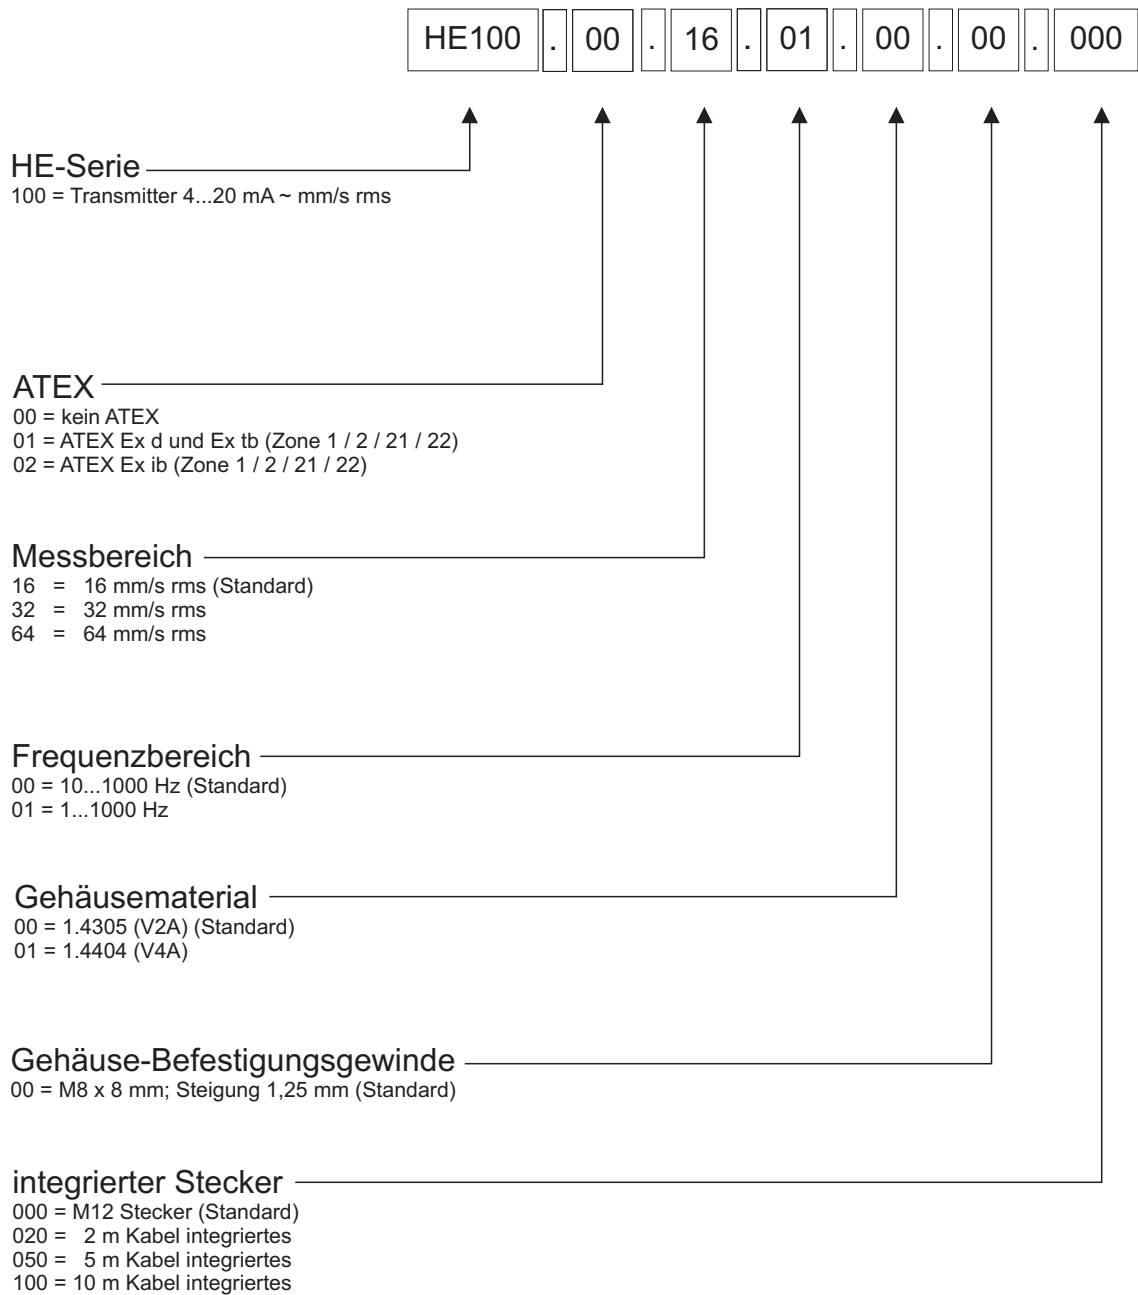 HE100 . 00 . 16 . 01 . 00 . 00 . 000
HE-Serie
100 = Transmitter 4...20 mA ~ mm/s rms
ATEX
00 = kein ATEX
01 = ATEX Ex d und Ex tb (Zone 1 / 2 / 21 / 22)
02 = ATEX Ex ib (Zone 1 / 2 / 21 / 22)
Messbereich
16 = 16 mm/s rms (Standard)
32 = 32 mm/s rms
64 = 64 mm/s rms
Frequenzbereich
00 = 10...1000 Hz (Standard)
01 = 1...1000 Hz
Gehäusematerial
00 = 1.4305 (V2A) (Standard)
01 = 1.4404 (V4A)
Gehäuse-Befestigungsgewinde
00 = M8 x 8 mm; Steigung 1,25 mm (Standard)
integrierter Stecker
000 = M12 Stecker (Standard)
020 = 2 m Kabel integriertes
050 = 5 m Kabel integriertes
100 = 10 m Kabel integriertes